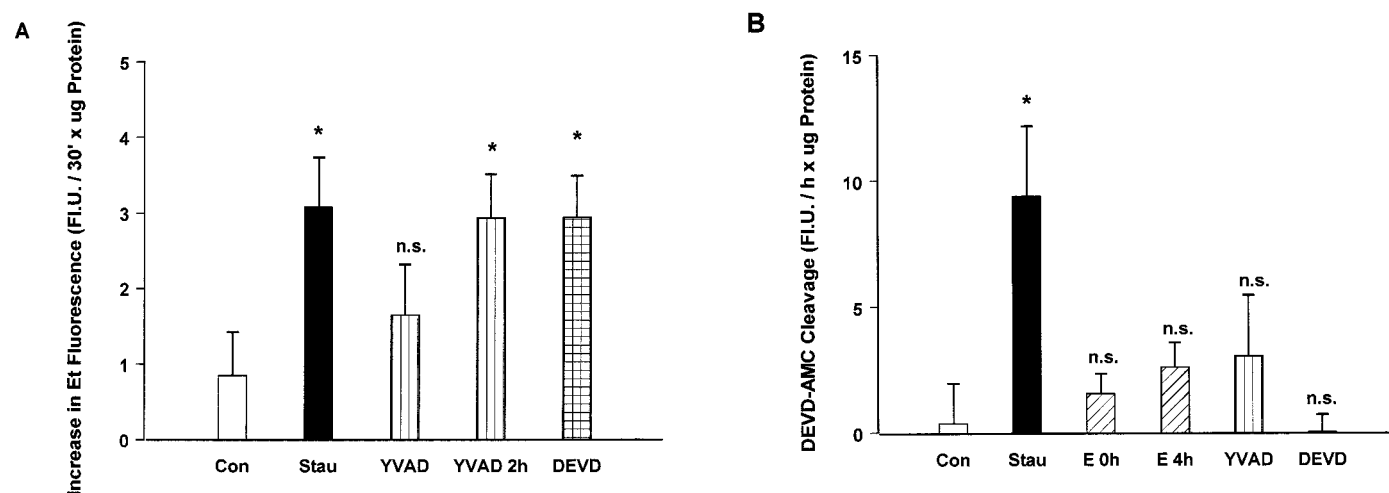 A
Increase in Et Fluorescence (Fl.U. / 30' x ug Protein)
5
4
3
2
1
0
*
n.s.
*
*
Con Stau YVAD YVAD 2h DEVD
B
DEVD-AMC Cleavage (Fl.U. / h x ug Protein)
15
10
5
0
*
n.s.
n.s.
n.s.
n.s.
Con Stau E 0h E 4h YVAD DEVD